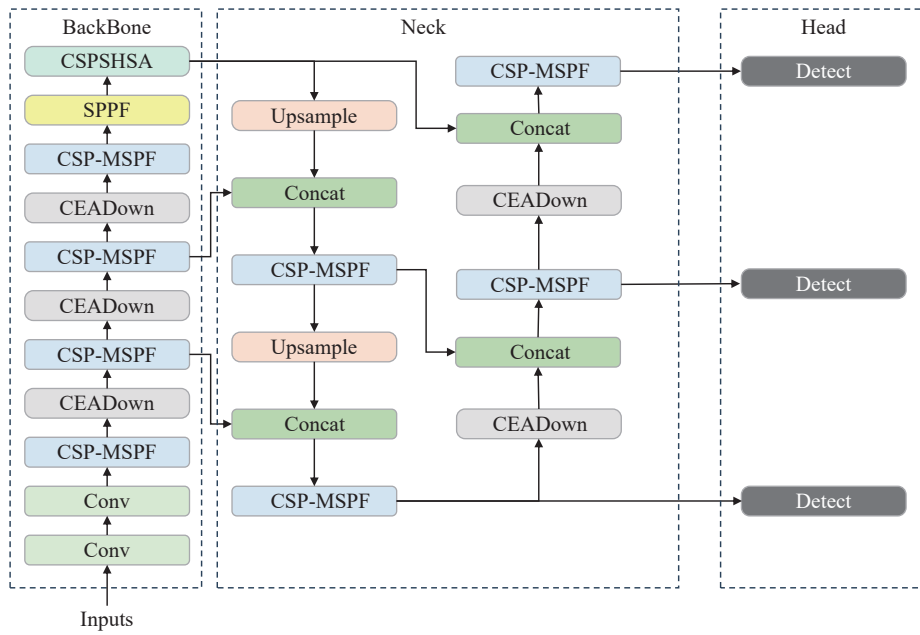 BackBone
CSPSHSA
SPPF
CSP-MSPF
CEADown
CSP-MSPF
CEADown
CSP-MSPF
CEADown
CSP-MSPF
Conv
Conv
Inputs
Neck
Upsample
Concat
CSP-MSPF
Upsample
Concat
CSP-MSPF
CSP-MSPF
Concat
CEADown
CSP-MSPF
Concat
CEADown
Head
Detect
Detect
Detect